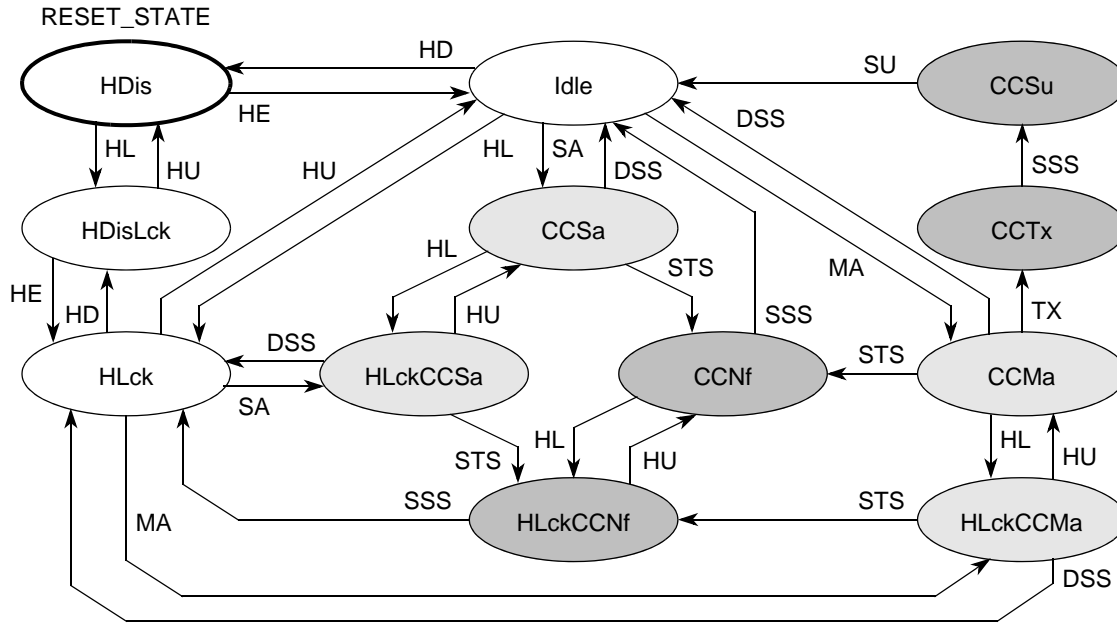 RESET_STATE
HDis
HD
Idle
SU
CCSu
HE
DSS
HL
HU
HU
HL
SA
DSS
SSS
HDisLck
CCSa
CCTx
HL
STS
MA
HE
HD
HU
SSS
TX
DSS
STS
HLck
HLckCCSa
CCNf
CCMa
SA
HL
HL
STS
HU
HU
MA
SSS
STS
HLckCCNf
HLckCCMa
DSS